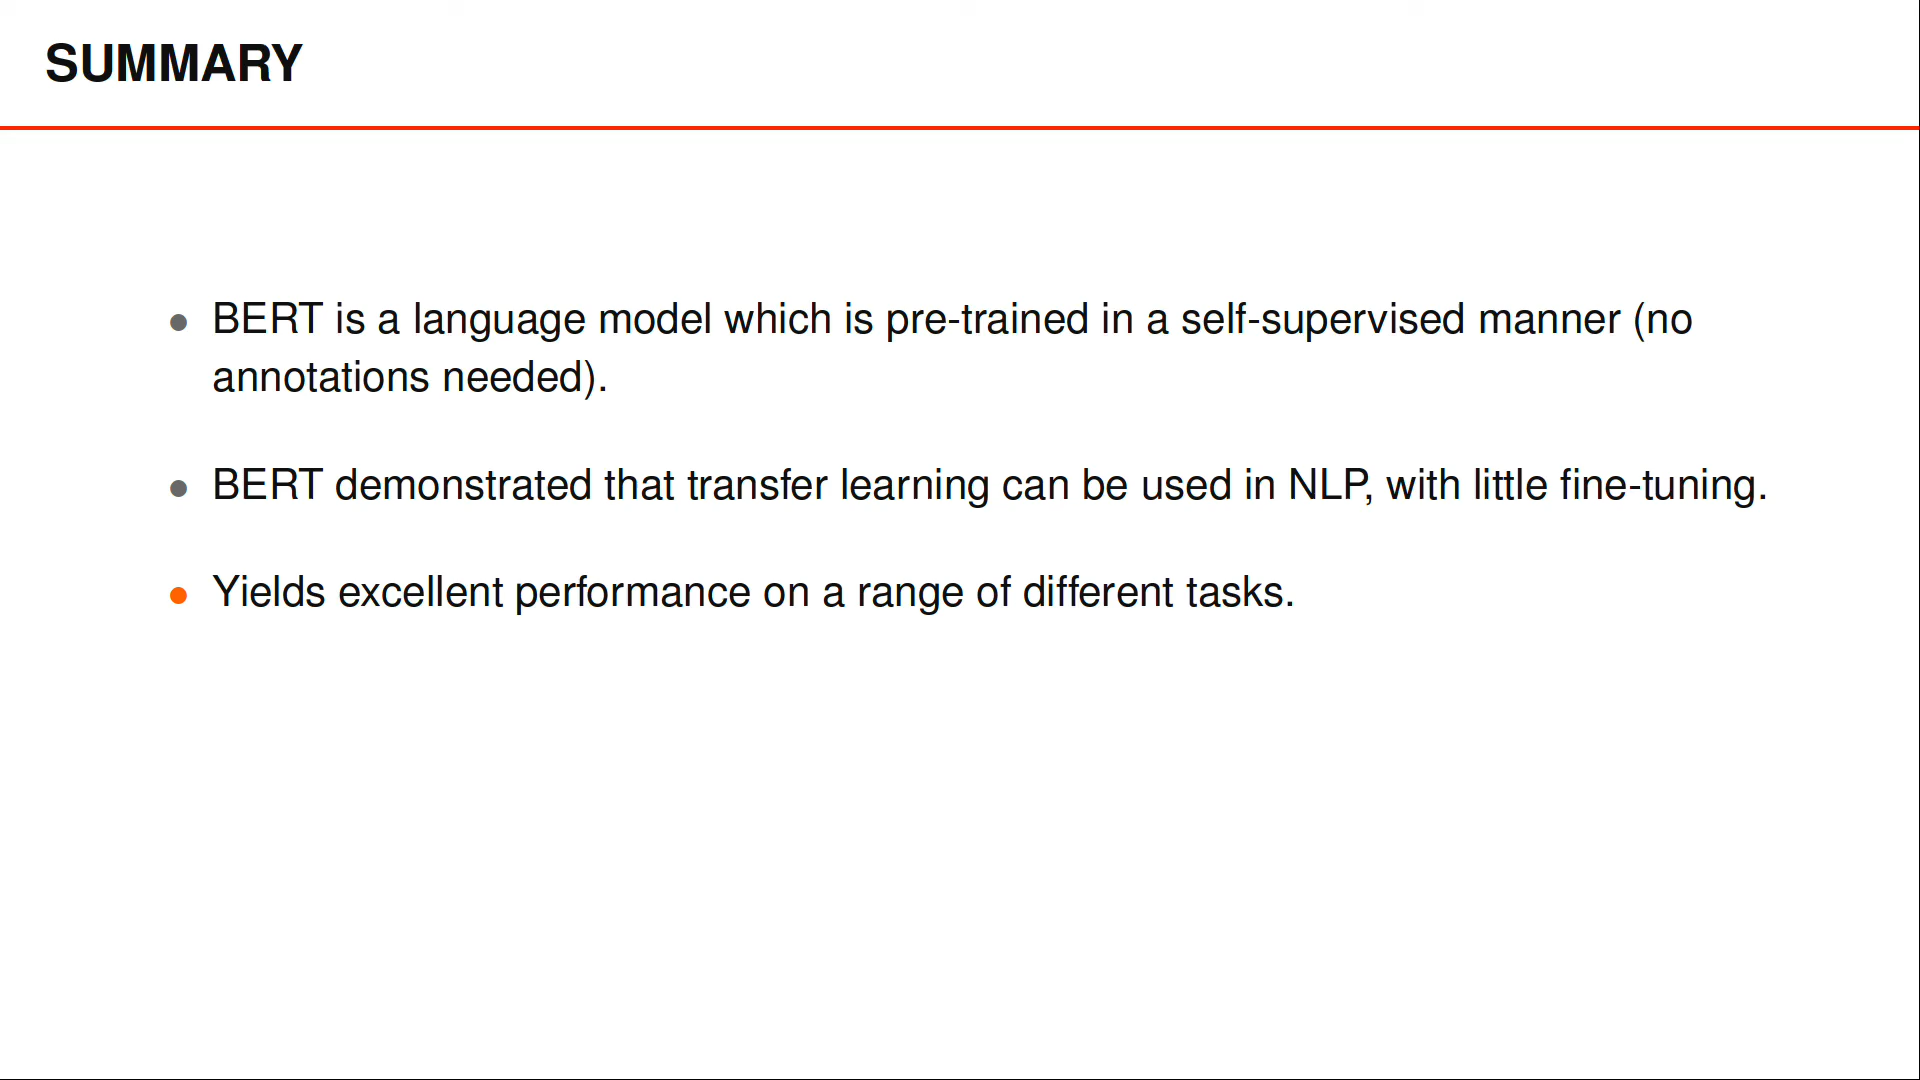 SUMMARY
● BERT is a language model which is pre-trained in a self-supervised manner (no
annotations needed).
● BERT demonstrated that transfer learning can be used in NLP, with little fine-tuning.
● Yields excellent performance on a range of different tasks.